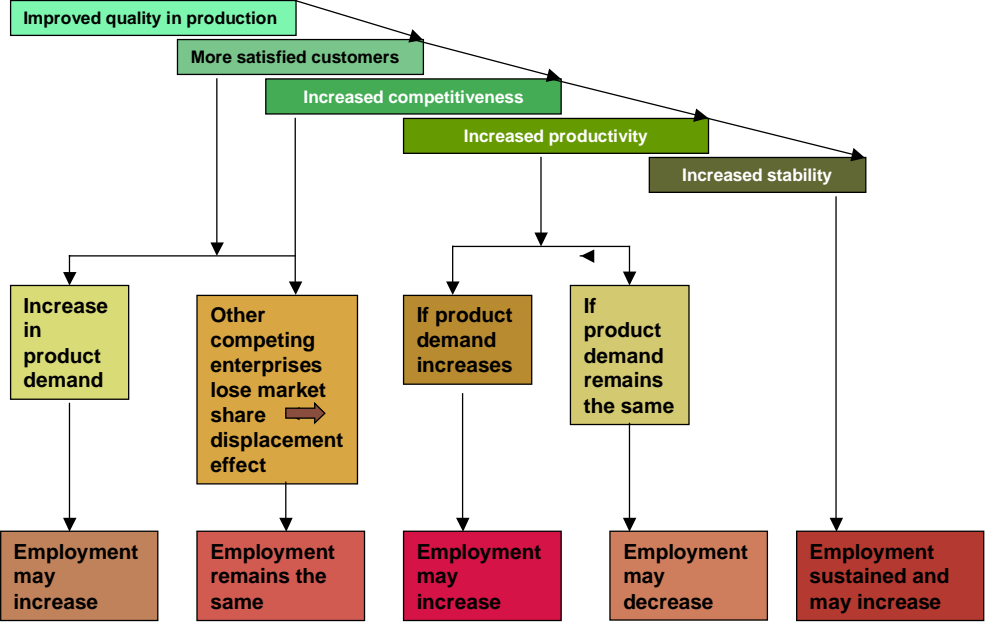 Improved quality in production
More satisfied customers
Increased competitiveness
Increased productivity
Increased stability
Increase
in
product
demand
Other
competing
enterprises
lose market
share
displacement
effect
If product
demand
increases
If
product
demand
remains
the same
Employment
may
increase
Employment
remains the
same
Employment
may
increase
Employment
may
decrease
Employment
sustained and
may increase